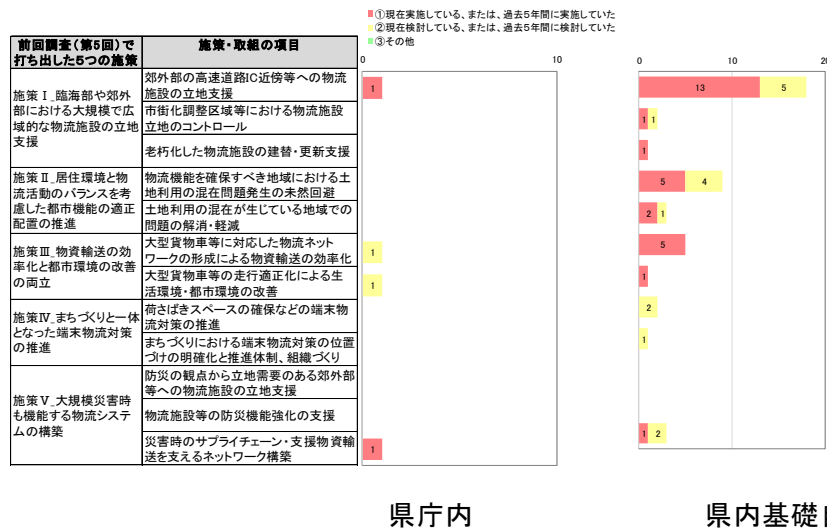 ①現在実施している、または、過去5年間に実施していた
②現在検討している、または、過去5年間に検討していた
③その他
前回調査(第5回)で
打ち出した5つの施策
施策・取組の項目
0 10
0 10 20
施策Ⅰ_臨海部や郊外
部における大規模で広
域的な物流施設の立地
支援
郊外部の高速道路IC近傍等への物流
施設の立地支援
1
13 5
市街化調整区域等における物流施設
立地のコントロール
1 1
老朽化した物流施設の建替・更新支援
1
施策Ⅱ_居住環境と物
流活動のバランスを考
慮した都市機能の適正
配置の推進
物流機能を確保すべき地域における土
地利用の混在問題発生の未然回避
5 4
土地利用の混在が生じている地域での
問題の解消・軽減
2 1
施策Ⅲ_物資輸送の効
率化と都市環境の改善
の両立
大型貨物車等に対応した物流ネット
ワークの形成による物資輸送の効率化
1
5
大型貨物車等の走行適正化による生
活環境・都市環境の改善
1
1
施策Ⅳ_まちづくりと一体
となった端末物流対策
の推進
荷さばきスペースの確保などの端末物
流対策の推進
2
まちづくりにおける端末物流対策の位置
づけの明確化と推進体制、組織づくり
1
施策Ⅴ_大規模災害時
も機能する物流システ
ムの構築
防災の観点から立地需要のある郊外部
等への物流施設の立地支援
物流施設等の防災機能強化の支援
災害時のサプライチェーン・支援物資輸
送を支えるネットワーク構築
1
1 2
県庁内
県内基礎